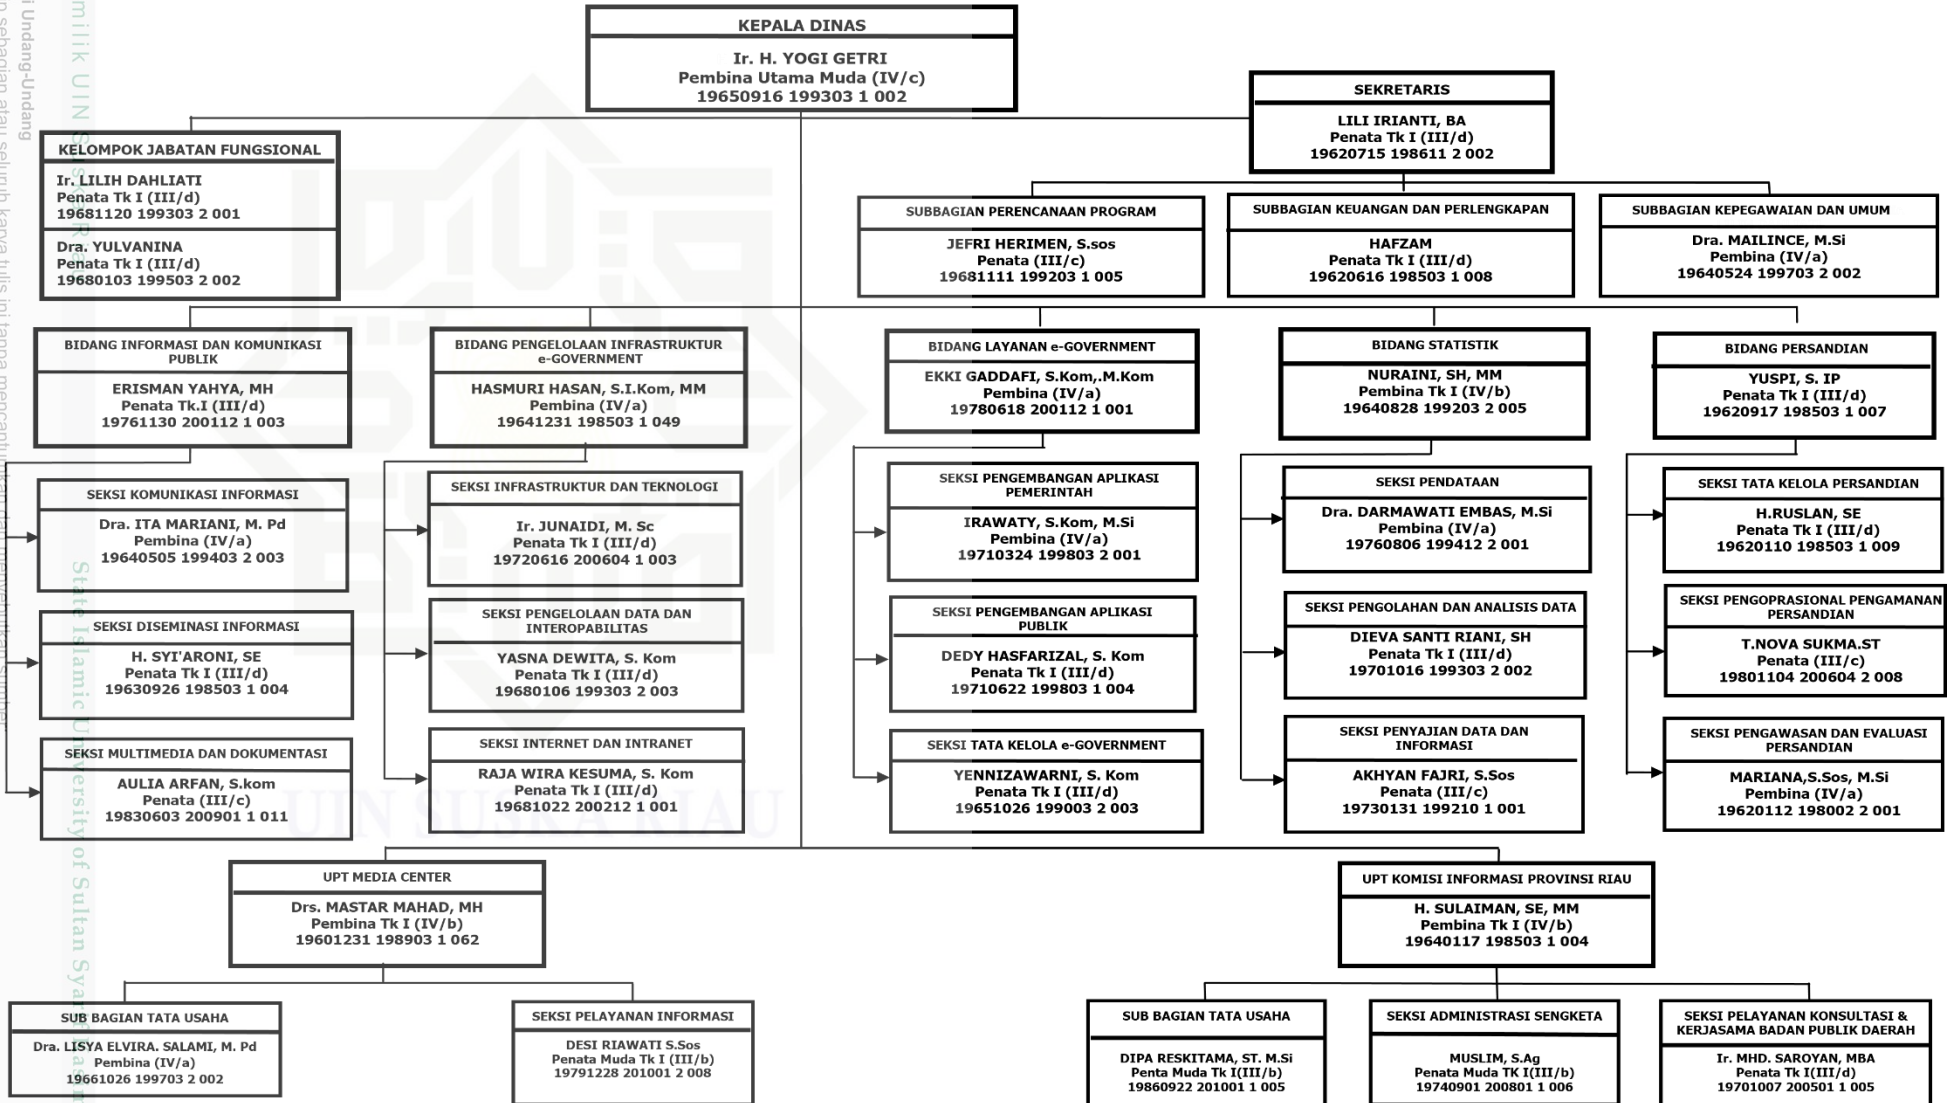 KEPALA DINAS
Ir. H. YOGI GETRI
Pembina Utama Muda (IV/c)
19650916 199303 1 002
SEKRETARIS
LILI IRIANTI, BA
Penata Tk I (III/d)
19620715 198611 2 002
KELOMPOK JABATAN FUNGSIONAL
Ir. LILIH DAHLIATI
Penata Tk I (III/d)
19681120 199303 2 001
Dra. YULVANINA
Penata Tk I (III/d)
19680103 199503 2 002
SUBBAGIAN PERENCANAAN PROGRAM
JEFRI HERIMEN, S.sos
Penata (III/c)
19681111 199203 1 005
SUBBAGIAN KEUANGAN DAN PERLENGKAPAN
HAFZAM
Penata Tk I (III/d)
19620616 198503 1 008
SUBBAGIAN KEPEGAWAIAN DAN UMUM
Dra. MAILINCE, M.Si
Pembina (IV/a)
19640524 199703 2 002
BIDANG INFORMASI DAN KOMUNIKASI
PUBLIK
ERISMAN YAHYA, MH
Penata Tk.I (III/d)
19761130 200112 1 003
BIDANG PENGELOLAAN INFRASTRUKTUR
e-GOVERNMENT
HASMURI HASAN, S.I.Kom, MM
Pembina (IV/a)
19641231 198503 1 049
BIDANG LAYANAN e-GOVERNMENT
EKKI GADDAFI, S.Kom,.M.Kom
Pembina (IV/a)
19780618 200112 1 001
BIDANG STATISTIK
NURAINI, SH, MM
Pembina Tk I (IV/b)
19640828 199203 2 005
BIDANG PERSANDIAN
YUSPI, S. IP
Penata Tk I (III/d)
19620917 198503 1 007
SEKSI KOMUNIKASI INFORMASI
Dra. ITA MARIANI, M. Pd
Pembina (IV/a)
19640505 199403 2 003
SEKSI INFRASTRUKTUR DAN TEKNOLOGI
Ir. JUNAIDI, M. Sc
Penata Tk I (III/d)
19720616 200604 1 003
SEKSI PENGEMBANGAN APLIKASI
PEMERINTAH
IRAWATY, S.Kom, M.Si
Pembina (IV/a)
19710324 199803 2 001
SEKSI PENDATAAN
Dra. DARMAWATI EMBAS, M.Si
Pembina (IV/a)
19760806 199412 2 001
SEKSI TATA KELOLA PERSANDIAN
H.RUSLAN, SE
Penata Tk I (III/d)
19620110 198503 1 009
SEKSI DISEMINASI INFORMASI
H. SYI'ARONI, SE
Penata Tk I (III/d)
19630926 198503 1 004
SEKSI PENGELOLAAN DATA DAN
INTEROPABILITAS
YASNA DEWITA, S. Kom
Penata Tk I (III/d)
19680106 199303 2 003
SEKSI PENGEMBANGAN APLIKASI
PUBLIK
DEDY HASFARIZAL, S. Kom
Penata Tk I (III/d)
19710622 199803 1 004
SEKSI PENGOLAHAN DAN ANALISIS DATA
DIEVA SANTI RIANI, SH
Penata Tk I (III/d)
19701016 199303 2 002
SEKSI PENGOPRASIONAL PENGAMANAN
PERSANDIAN
T.NOVA SUKMA.ST
Penata (III/c)
19801104 200604 2 008
SEKSI MULTIMEDIA DAN DOKUMENTASI
AULIA ARFAN, S.kom
Penata (III/c)
19830603 200901 1 011
SEKSI INTERNET DAN INTRANET
RAJA WIRA KESUMA, S. Kom
Penata Tk I (III/d)
19681022 200212 1 001
SEKSI TATA KELOLA e-GOVERNMENT
YENNIZAWARNI, S. Kom
Penata Tk I (III/d)
19651026 199003 2 003
SEKSI PENYAJIAN DATA DAN
INFORMASI
AKHYAN FAJRI, S.Sos
Penata (III/c)
19730131 199210 1 001
SEKSI PENGAWASAN DAN EVALUASI
PERSANDIAN
MARIANA,S.Sos, M.Si
Pembina (IV/a)
19620112 198002 2 001
UPT MEDIA CENTER
Drs. MASTAR MAHAD, MH
Pembina Tk I (IV/b)
19601231 198903 1 062
UPT KOMISI INFORMASI PROVINSI RIAU
H. SULAIMAN, SE, MM
Pembina Tk I (IV/b)
19640117 198503 1 004
SUB BAGIAN TATA USAHA
Dra. LISYA ELVIRA. SALAMI, M. Pd
Pembina (IV/a)
19661026 199703 2 002
SEKSI PELAYANAN INFORMASI
DESI RIAWATI S.Sos
Penata Muda Tk I (III/b)
19791228 201001 2 008
SUB BAGIAN TATA USAHA
DIPA RESKITAMA, ST. M.Si
Penta Muda Tk I(III/b)
19860922 201001 1 005
SEKSI ADMINISTRASI SENGKETA
MUSLIM, S.Ag
Penata Muda TK I(III/b)
19740901 200801 1 006
SEKSI PELAYANAN KONSULTASI &
KERJASAMA BADAN PUBLIK DAERAH
Ir. MHD. SAROYAN, MBA
Penata Tk I(III/d)
19701007 200501 1 005
UIN SUSKA RIAU
milik UIN Suska Riau
State Islamic University of Sultan Syarif Kasim
i Undang-Undang
n sebagian atau seluruh karya tulis ini tanpa mencantumkan dan menyebutkan sumber